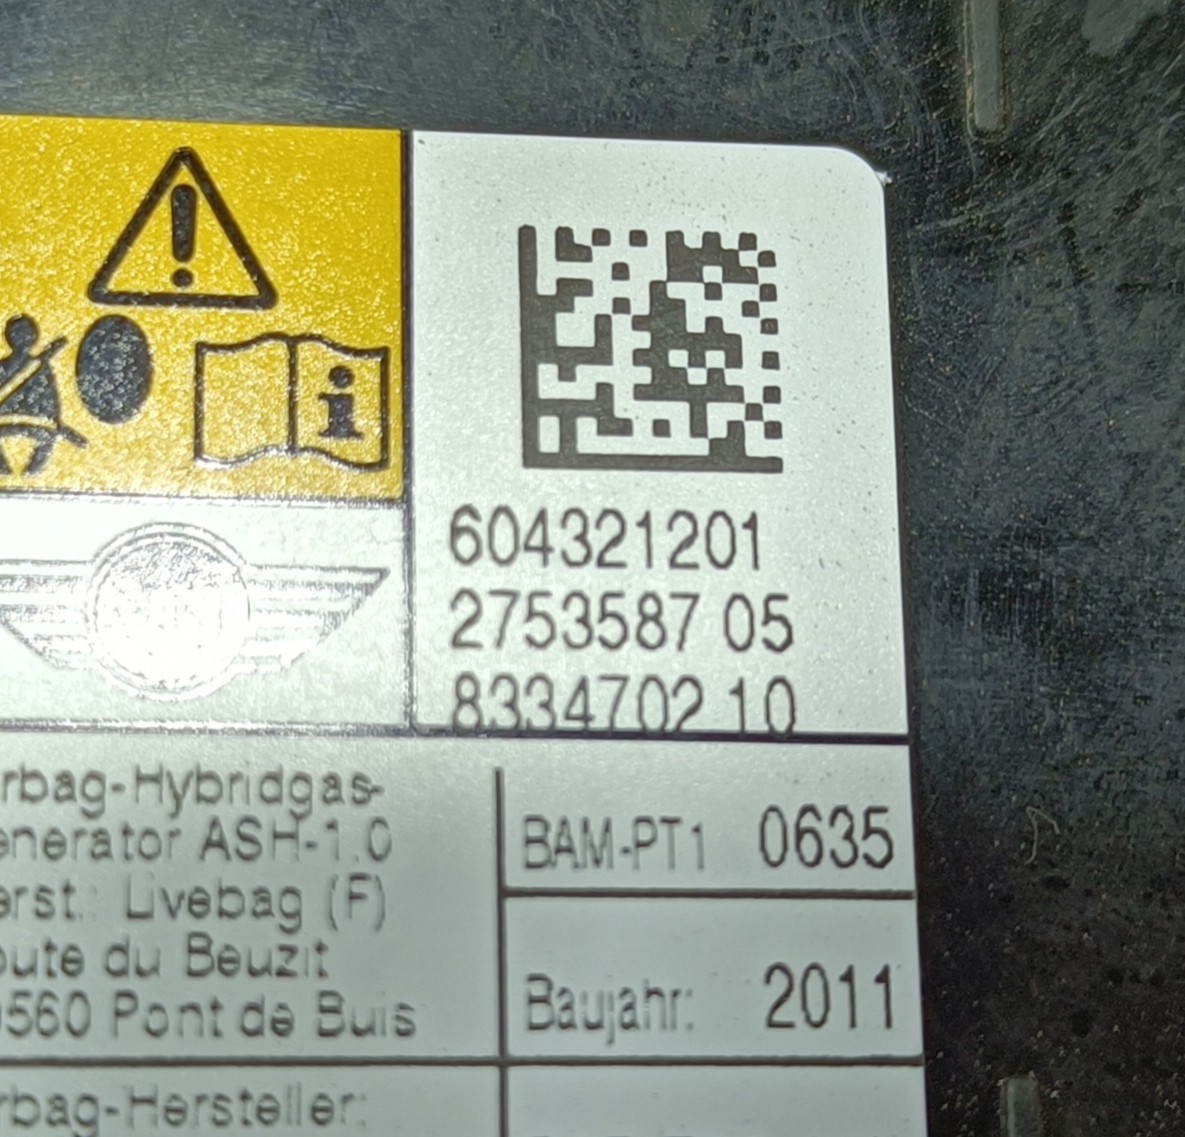 604321201
2753587 05
8334702 10
rbag-Hybridgas-
enerator ASH-1.0
erst.: Livebag (F)
oute du Beuzit
560 Pont de Buis
BAM-PT1 0635
Baujahr: 2011
rbag-Hersteller: